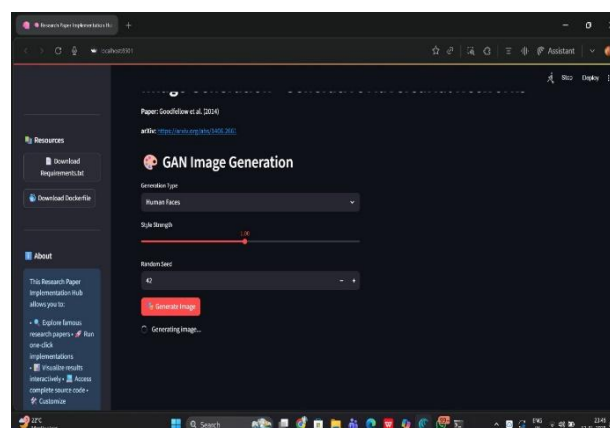 Research Paper Implementation Hu
localhost:8501
Assistant
Stop Deploy
Paper: Goodfellow et al. (2014)
arXiv: https://arxiv.org/abs/1406.2661
Resources
Download
Requirements.txt
Download Dockerfile
About
This Research Paper
Implementation Hub
allows you to:
• Explore famous
research papers • Run
one-click
implementations
• Visualize results
interactively • Access
complete source code •
Customize
GAN Image Generation
Generation Type
Human Faces
Style Strength
1.00
Random Seed
42
- +
Generate Image
Generating image...
22°C
Search
ENG
23:45